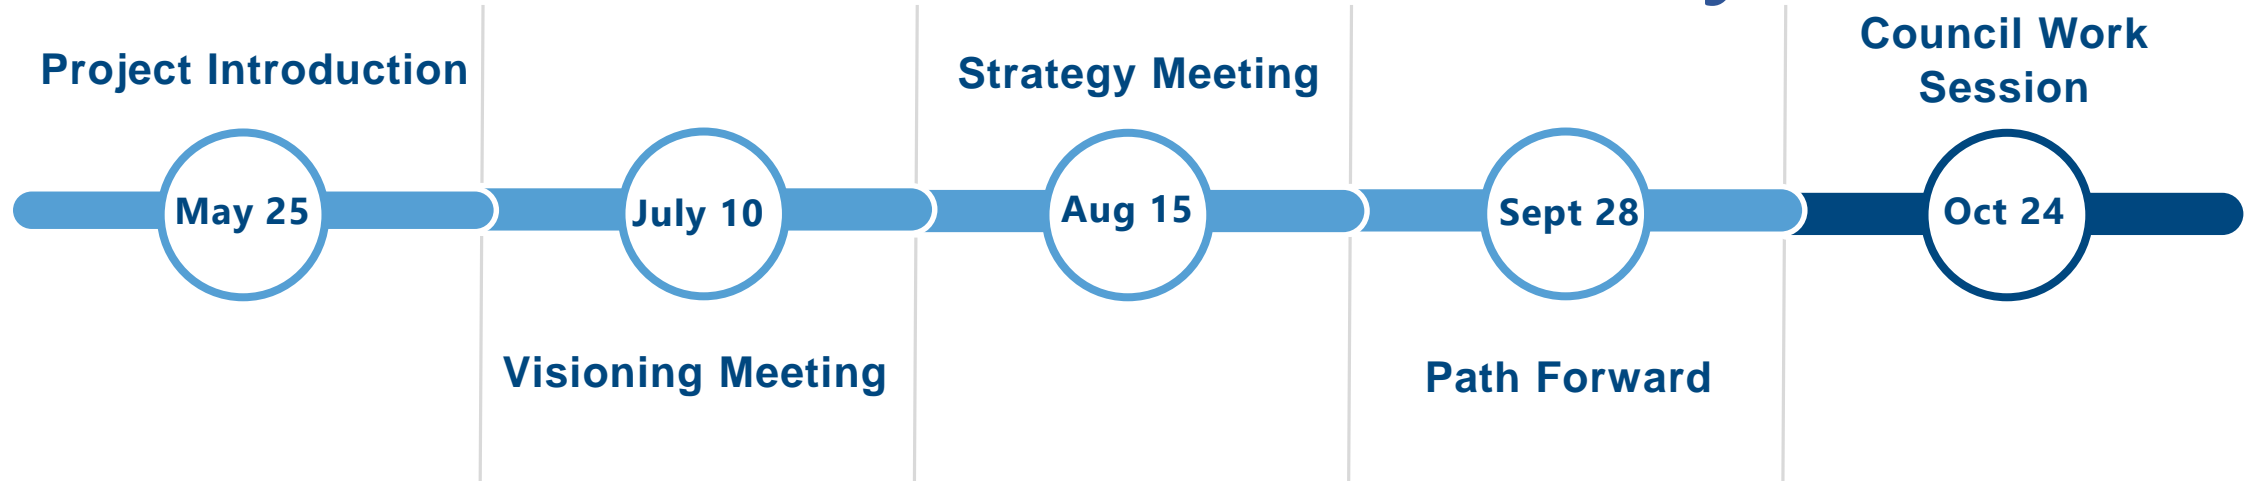 Project Introduction
May 25
July 10
Visioning Meeting
Strategy Meeting
Aug 15
Sept 28
Path Forward
Council Work
Session
Oct 24